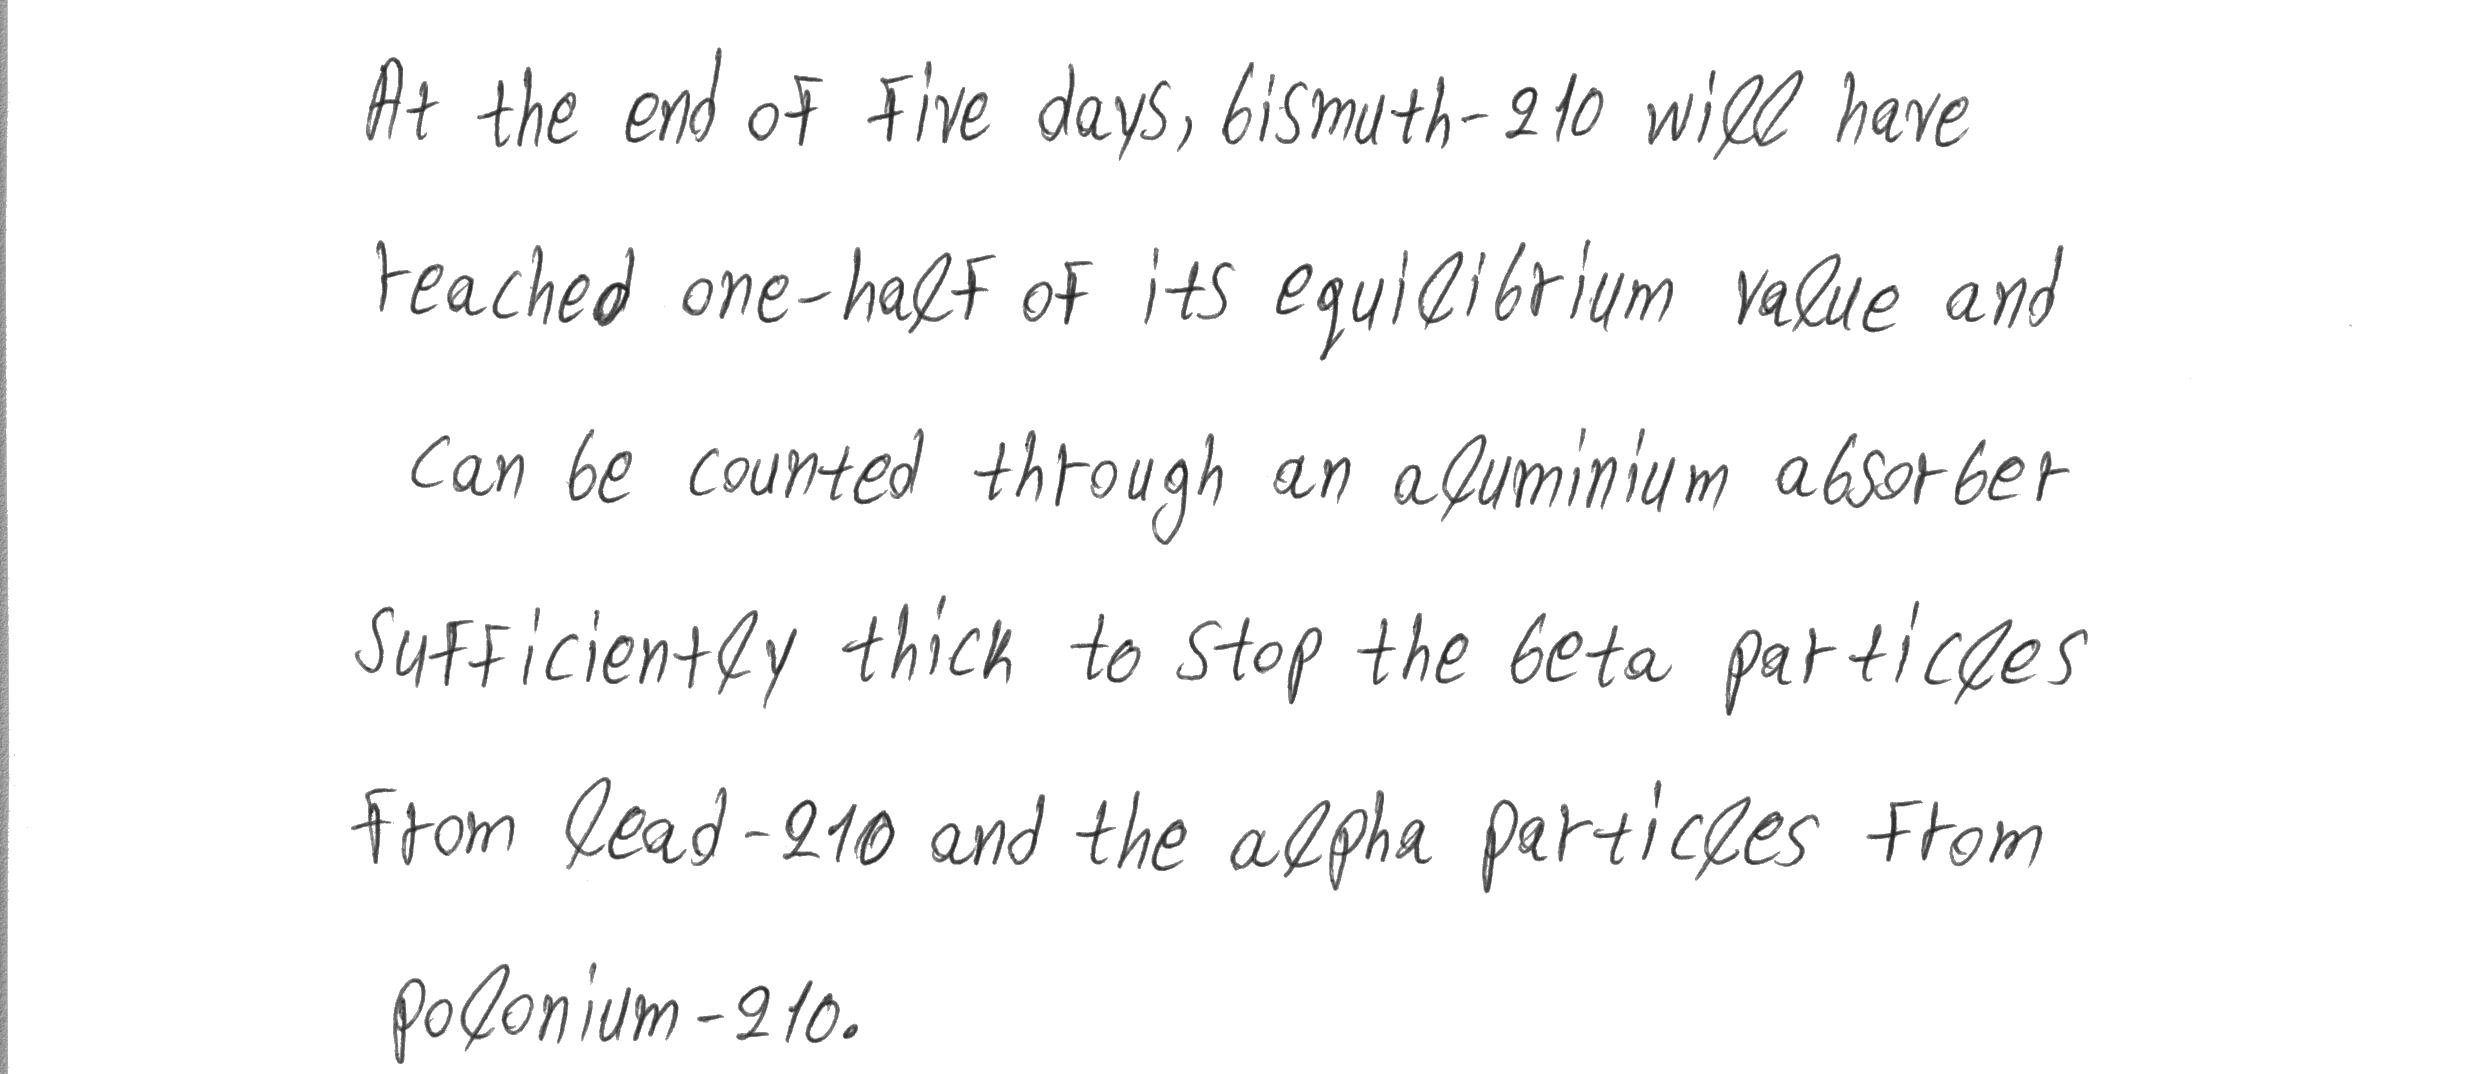 At the end of five days, bismuth-210 will have
reached one-half of its equilibrium value and
can be counted through an aluminium absorber
sufficiently thick to stop the beta particles
from lead-210 and the alpha particles from
polonium-210.